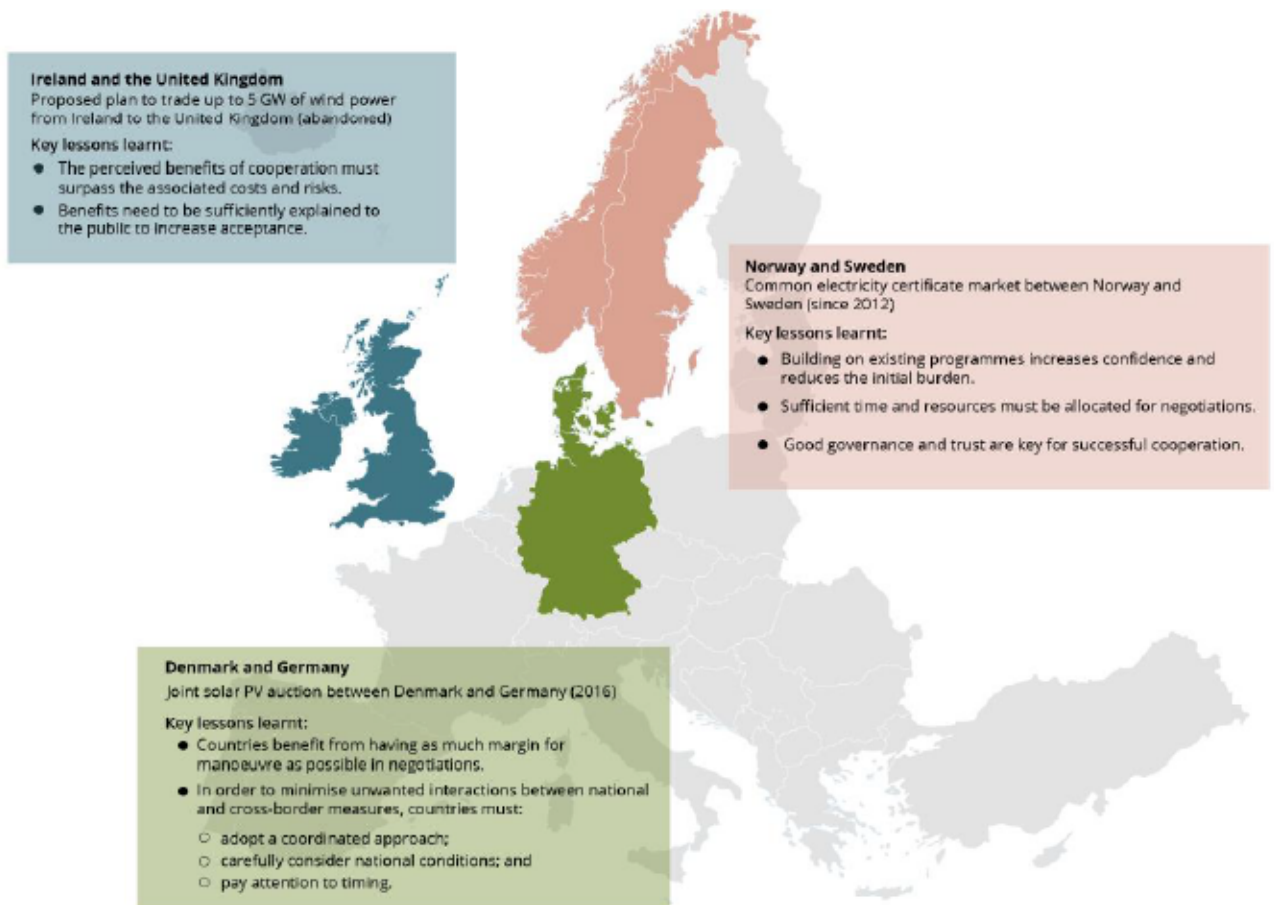 Ireland and the United Kingdom
Proposed plan to trade up to 5 GW of wind power
from Ireland to the United Kingdom (abandoned)
Key lessons learnt:
● The perceived benefits of cooperation must
surpass the associated costs and risks.
● Benefits need to be sufficiently explained to
the public to increase acceptance.
Norway and Sweden
Common electricity certificate market between Norway and
Sweden (since 2012)
Key lessons learnt:
● Building on existing programmes increases confidence and
reduces the initial burden.
● Sufficient time and resources must be allocated for negotiations.
● Good governance and trust are key for successful cooperation.
Denmark and Germany
Joint solar PV auction between Denmark and Germany (2016)
Key lessons learnt:
● Countries benefit from having as much margin for
manoeuvre as possible in negotiations.
● In order to minimise unwanted interactions between national
and cross-border measures, countries must:
○ adopt a coordinated approach;
○ carefully consider national conditions; and
○ pay attention to timing.